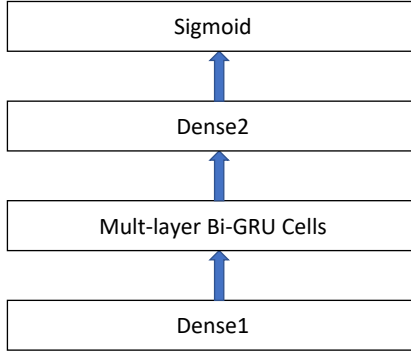 Sigmoid
Dense2
Mult-layer Bi-GRU Cells
Dense1